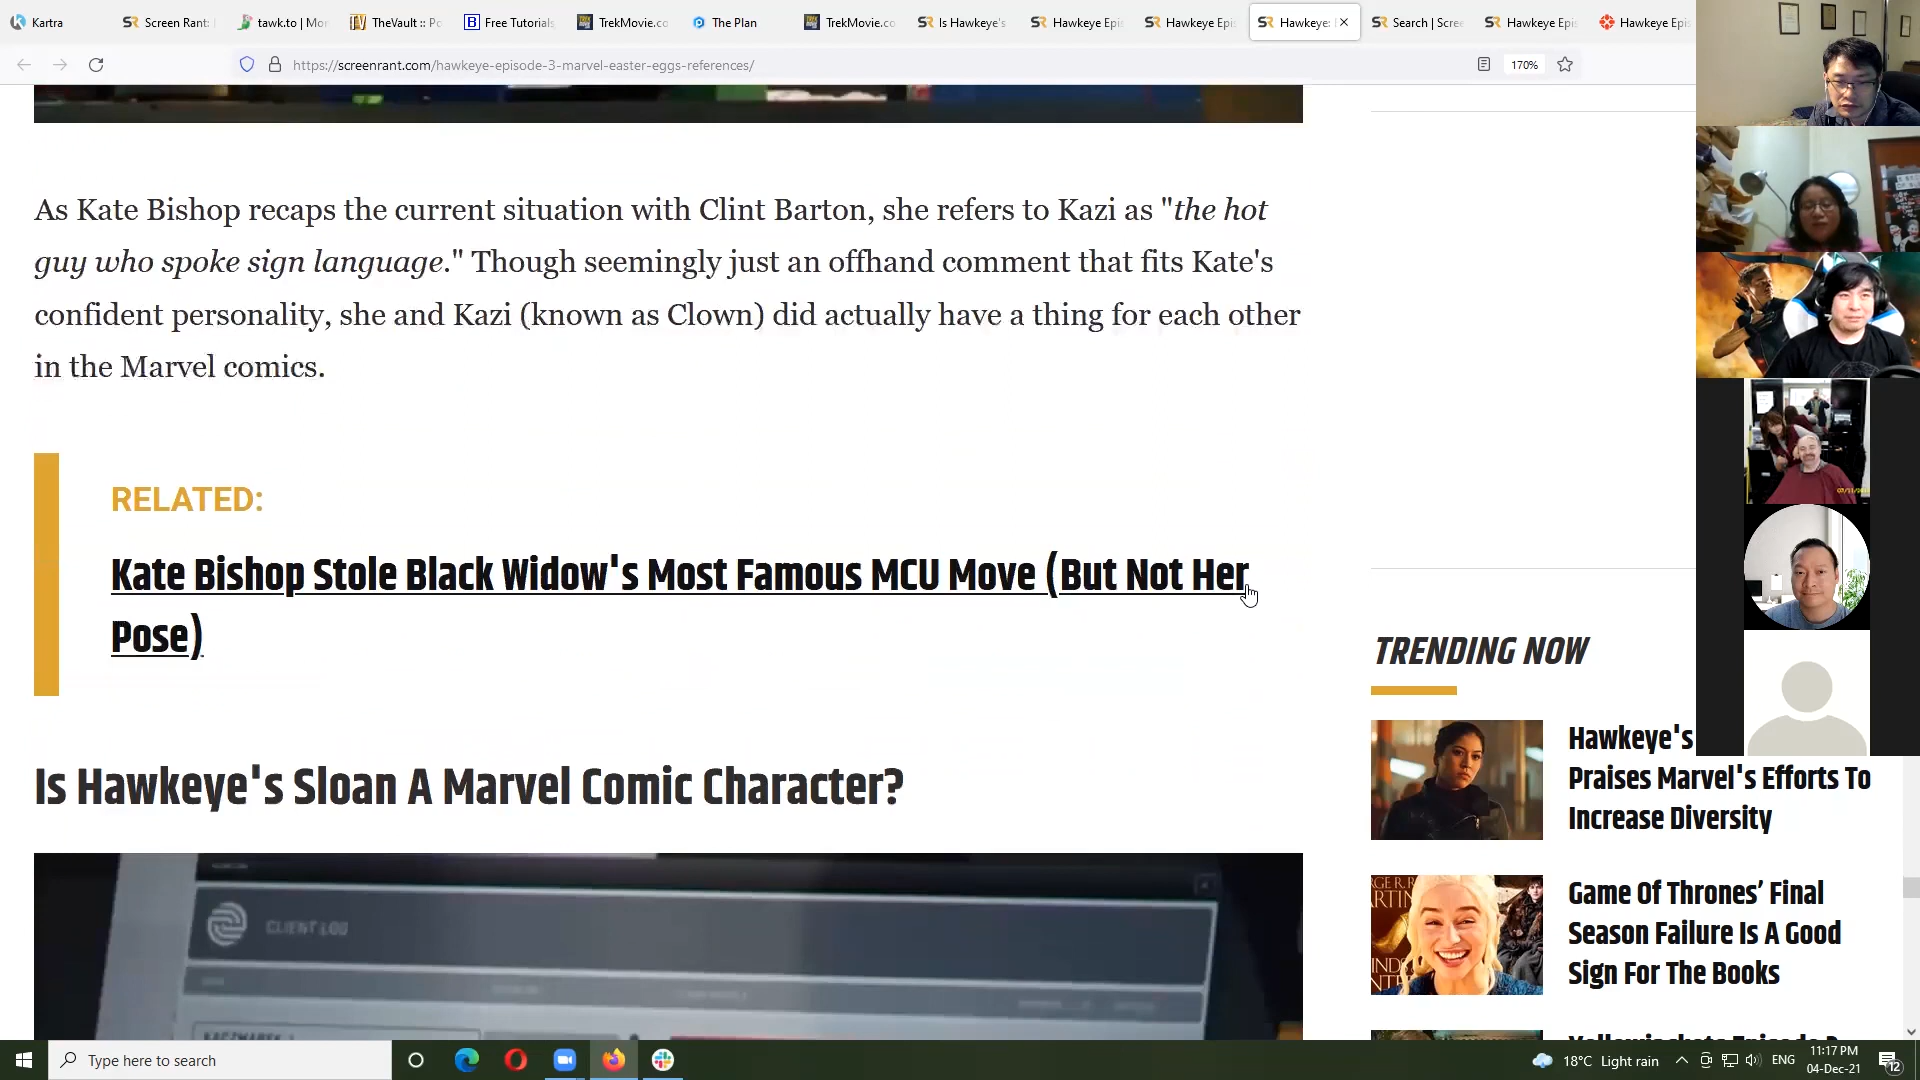 Kartra
Screen Rant:
tawk.to | Mo
TheVault :: Po
Free Tutorials
TrekMovie.co
The Plan
TrekMovie.co
Is Hawkeye's
Hawkeye Epi
Hawkeye Epi
Hawkeye:
Search | Scree
Hawkeye Epi
Hawkeye Epi
https://screenrant.com/hawkeye-episode-3-marvel-easter-eggs-references/
170%
As Kate Bishop recaps the current situation with Clint Barton, she refers to Kazi as "the hot
guy who spoke sign language." Though seemingly just an offhand comment that fits Kate's
confident personality, she and Kazi (known as Clown) did actually have a thing for each other
in the Marvel comics.
RELATED:
Kate Bishop Stole Black Widow's Most Famous MCU Move (But Not Her
Pose)
Is Hawkeye's Sloan A Marvel Comic Character?
CLIENT LOG
TRENDING NOW
Hawkeye's
Praises Marvel's Efforts To
Increase Diversity
Game Of Thrones’ Final
Season Failure Is A Good
Sign For The Books
Type here to search
18°C Light rain
ENG
11:17 PM
04-Dec-21
12